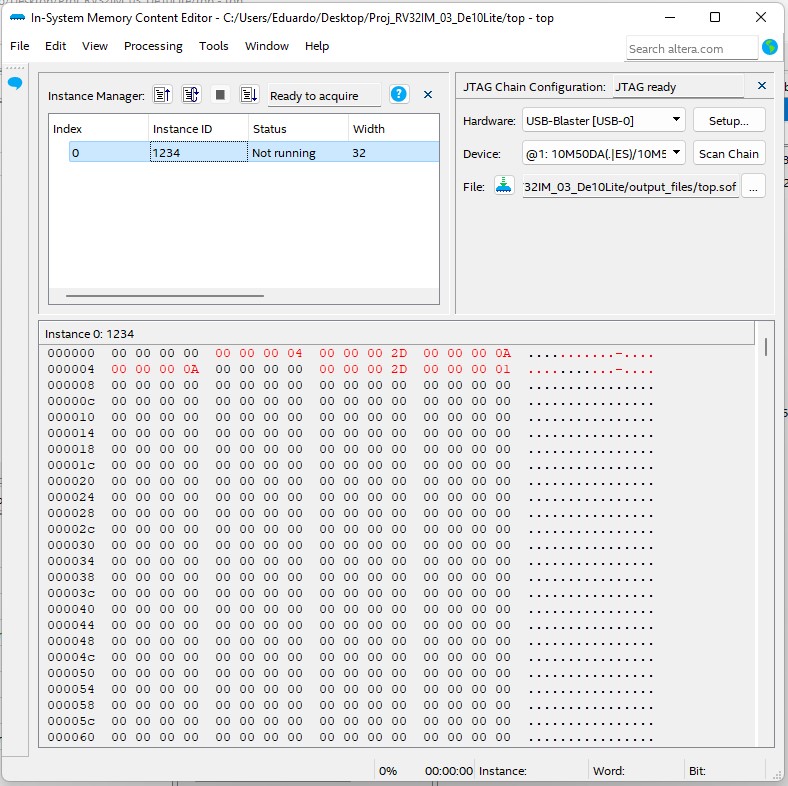 In-System Memory Content Editor - C:/Users/Eduardo/Desktop/Proj_RV32IM_03_De10Lite/top - top
File Edit View Processing Tools Window Help
Search altera.com
Instance Manager: Ready to acquire
Index Instance ID Status Width
0 1234 Not running 32
JTAG Chain Configuration: JTAG ready
Hardware: USB-Blaster [USB-0] Setup...
Device: @1: 10M50DA(.|ES)/10M5 Scan Chain
File: 32IM_03_De10Lite/output_files/top.sof ...
Instance 0: 1234
000000 00 00 00 00 00 00 00 04 00 00 00 2D 00 00 00 0A ...........-....
000004 00 00 00 0A 00 00 00 00 00 00 00 2D 00 00 00 01 ...........-....
000008 00 00 00 00 00 00 00 00 00 00 00 00 00 00 00 00 ................
00000c 00 00 00 00 00 00 00 00 00 00 00 00 00 00 00 00 ................
000010 00 00 00 00 00 00 00 00 00 00 00 00 00 00 00 00 ................
000014 00 00 00 00 00 00 00 00 00 00 00 00 00 00 00 00 ................
000018 00 00 00 00 00 00 00 00 00 00 00 00 00 00 00 00 ................
00001c 00 00 00 00 00 00 00 00 00 00 00 00 00 00 00 00 ................
000020 00 00 00 00 00 00 00 00 00 00 00 00 00 00 00 00 ................
000024 00 00 00 00 00 00 00 00 00 00 00 00 00 00 00 00 ................
000028 00 00 00 00 00 00 00 00 00 00 00 00 00 00 00 00 ................
00002c 00 00 00 00 00 00 00 00 00 00 00 00 00 00 00 00 ................
000030 00 00 00 00 00 00 00 00 00 00 00 00 00 00 00 00 ................
000034 00 00 00 00 00 00 00 00 00 00 00 00 00 00 00 00 ................
000038 00 00 00 00 00 00 00 00 00 00 00 00 00 00 00 00 ................
00003c 00 00 00 00 00 00 00 00 00 00 00 00 00 00 00 00 ................
000040 00 00 00 00 00 00 00 00 00 00 00 00 00 00 00 00 ................
000044 00 00 00 00 00 00 00 00 00 00 00 00 00 00 00 00 ................
000048 00 00 00 00 00 00 00 00 00 00 00 00 00 00 00 00 ................
00004c 00 00 00 00 00 00 00 00 00 00 00 00 00 00 00 00 ................
000050 00 00 00 00 00 00 00 00 00 00 00 00 00 00 00 00 ................
000054 00 00 00 00 00 00 00 00 00 00 00 00 00 00 00 00 ................
000058 00 00 00 00 00 00 00 00 00 00 00 00 00 00 00 00 ................
00005c 00 00 00 00 00 00 00 00 00 00 00 00 00 00 00 00 ................
000060 00 00 00 00 00 00 00 00 00 00 00 00 00 00 00 00 ................
0% 00:00:00 Instance: Word: Bit: